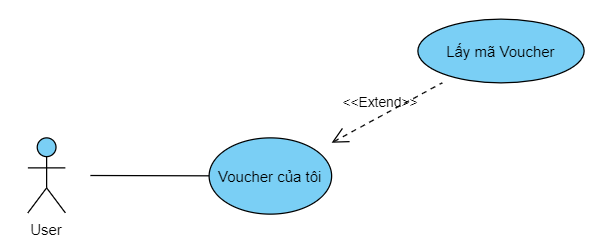 Lấy mã Voucher
<<Extend>>
Voucher của tôi
User